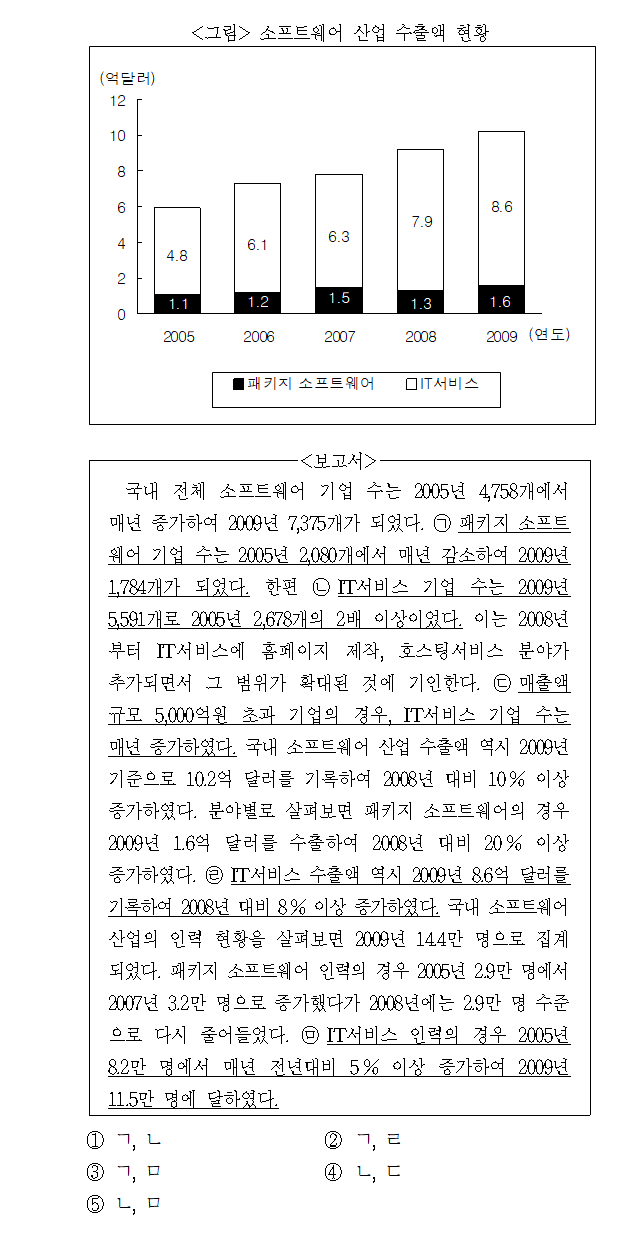 <그림> 소프트웨어 산업 수출액 현황
(억달러)
12
10
8
6
4
2
0
4.8
6.1
6.3
7.9
8.6
1.1
1.2
1.5
1.3
1.6
2005 2006 2007 2008 2009 (연도)
패키지 소프트웨어 IT서비스
<보고서>
국내 전체 소프트웨어 기업 수는 2005년 4,758개에서
매년 증가하여 2009년 7,375개가 되었다. ㉠ 패키지 소프트
웨어 기업 수는 2005년 2,080개에서 매년 감소하여 2009년
1,784개가 되었다. 한편 ㉡ IT서비스 기업 수는 2009년
5,591개로 2005년 2,678개의 2배 이상이었다. 이는 2008년
부터 IT서비스에 홈페이지 제작, 호스팅서비스 분야가
추가되면서 그 범위가 확대된 것에 기인한다. ㉢ 매출액
규모 5,000억원 초과 기업의 경우, IT서비스 기업 수는
매년 증가하였다. 국내 소프트웨어 산업 수출액 역시 2009년
기준으로 10.2억 달러를 기록하여 2008년 대비 10% 이상
증가하였다. 분야별로 살펴보면 패키지 소프트웨어의 경우
2009년 1.6억 달러를 수출하여 2008년 대비 20% 이상
증가하였다. ㉣ IT서비스 수출액 역시 2009년 8.6억 달러를
기록하여 2008년 대비 8% 이상 증가하였다. 국내 소프트웨어
산업의 인력 현황을 살펴보면 2009년 14.4만 명으로 집계
되었다. 패키지 소프트웨어 인력의 경우 2005년 2.9만 명에서
2007년 3.2만 명으로 증가했다가 2008년에는 2.9만 명 수준
으로 다시 줄어들었다. ㉤ IT서비스 인력의 경우 2005년
8.2만 명에서 매년 전년대비 5% 이상 증가하여 2009년
11.5만 명에 달하였다.
① ㄱ, ㄴ ② ㄱ, ㄹ
③ ㄱ, ㅁ ④ ㄴ, ㄷ
⑤ ㄴ, ㅁ